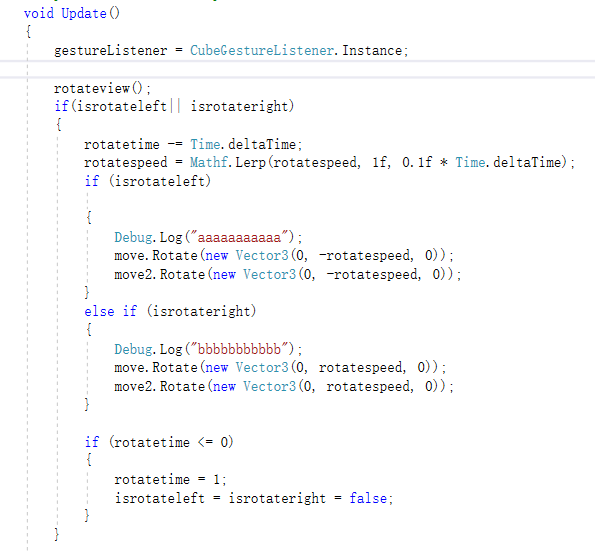 void Update()
{
gestureListener = CubeGestureListener.Instance;
rotateview();
if(isrotateleft|| isrotateright)
{
rotatetime -= Time.deltaTime;
rotatespeed = Mathf.Lerp(rotatespeed, 1f, 0.1f * Time.deltaTime);
if (isrotateleft)
{
Debug.Log("aaaaaaaaaaa");
move.Rotate(new Vector3(0, -rotatespeed, 0));
move2.Rotate(new Vector3(0, -rotatespeed, 0));
}
else if (isrotateright)
{
Debug.Log("bbbbbbbbbbb");
move.Rotate(new Vector3(0, rotatespeed, 0));
move2.Rotate(new Vector3(0, rotatespeed, 0));
}
if (rotatetime <= 0)
{
rotatetime = 1;
isrotateleft = isrotateright = false;
}
}